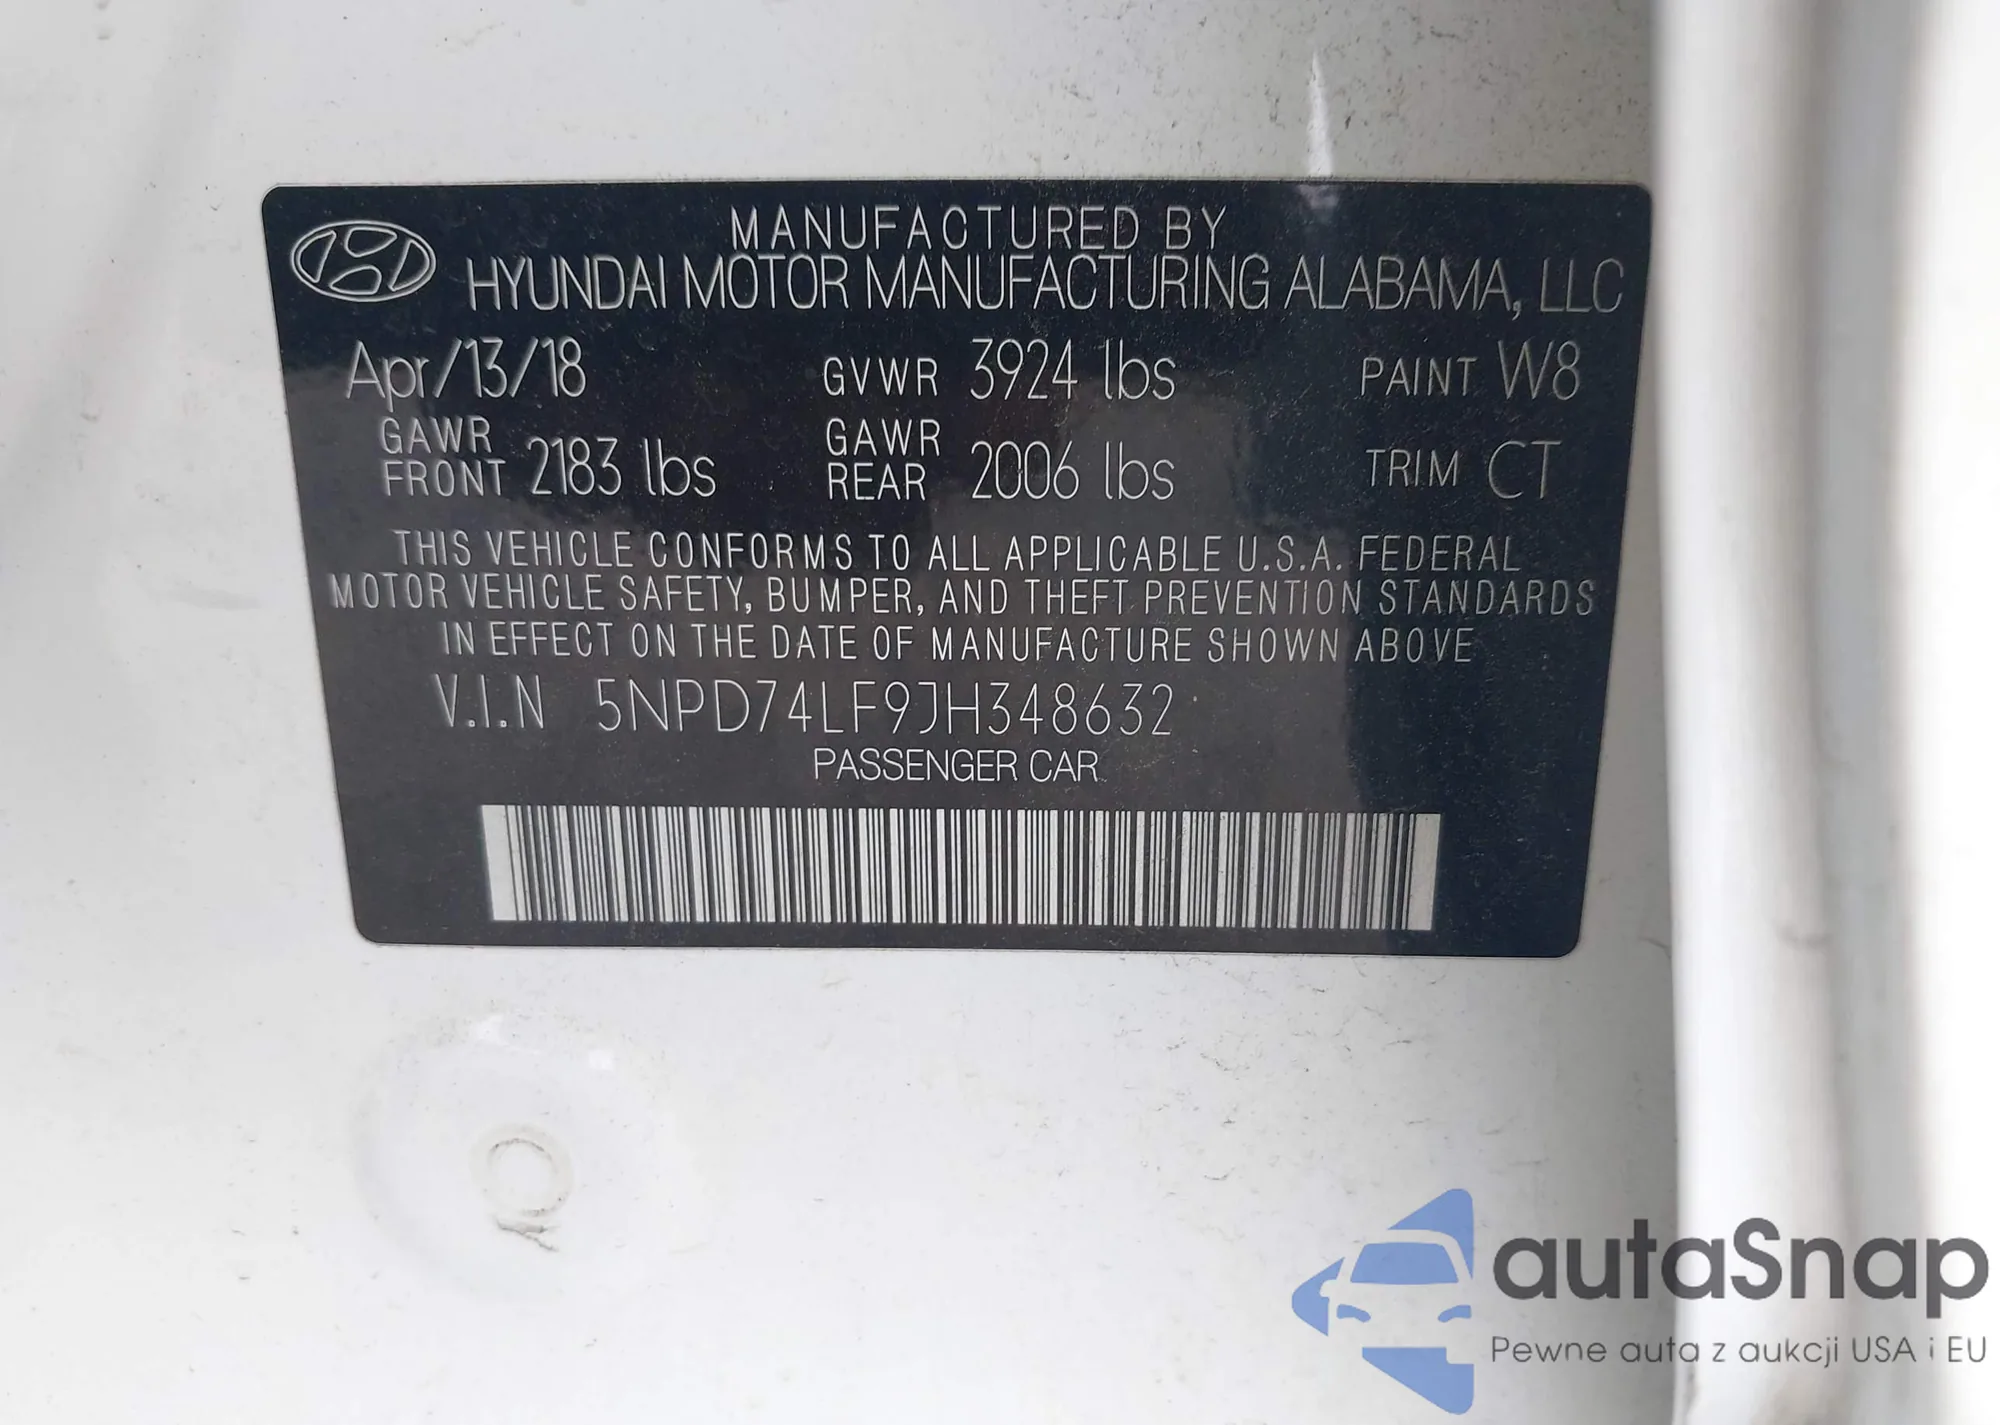 MANUFACTURED BY
HYUNDAI MOTOR MANUFACTURING ALABAMA, LLC
Apr/13/18 GVWR 3924 lbs PAINT W8
GAWR FRONT 2183 lbs GAWR REAR 2006 lbs TRIM CT
THIS VEHICLE CONFORMS TO ALL APPLICABLE U.S.A. FEDERAL
MOTOR VEHICLE SAFETY, BUMPER, AND THEFT PREVENTION STANDARDS
IN EFFECT ON THE DATE OF MANUFACTURE SHOWN ABOVE
V.I.N 5NPD74LF9JH348632
PASSENGER CAR
autaSnap
Pewne auta z aukcji USA i EU